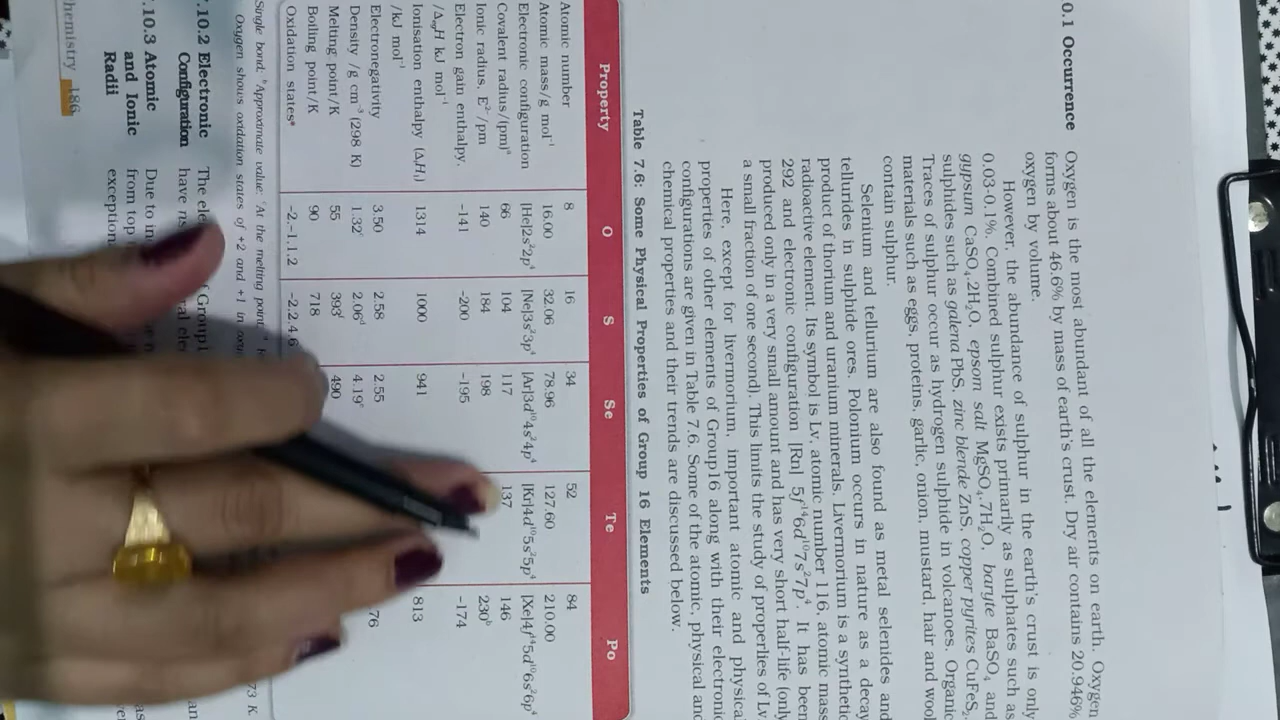 0.1 Occurrence
Oxygen is the most abundant of all the elements on earth. Oxygen
forms about 46.6% by mass of earth's crust. Dry air contains 20.946%
oxygen by volume.
However, the abundance of sulphur in the earth's crust is only
0.03-0.1%. Combined sulphur exists primarily as sulphates such as
gypsum CaSO₄.2H₂O, epsom salt MgSO₄.7H₂O, baryte BaSO₄ and
sulphides such as galena PbS, zinc blende ZnS, copper pyrites CuFeS₂.
Traces of sulphur occur as hydrogen sulphide in volcanoes. Organic
materials such as eggs, proteins, garlic, onion, mustard, hair and wool
contain sulphur.
Selenium and tellurium are also found as metal selenides and
tellurides in sulphide ores. Polonium occurs in nature as a decay
product of thorium and uranium minerals. Livermorium is a synthetic
radioactive element. Its symbol is Lv, atomic number 116, atomic mass
292 and electronic configuration [Rn] 5f¹⁴6d¹⁰7s²7p⁴. It has been
produced only in a very small amount and has very short half-life (only
a small fraction of one second). This limits the study of properties of Lv.
Here, except for livermorium, important atomic and physical
properties of other elements of Group16 along with their electronic
configurations are given in Table 7.6. Some of the atomic, physical and
chemical properties and their trends are discussed below.
Table 7.6: Some Physical Properties of Group 16 Elements
Property O S Se Te Po
Atomic number 8 16 34 52 84
Atomic mass/g mol⁻¹ 16.00 32.06 78.96 127.60 210.00
Electronic configuration [He]2s²2p⁴ [Ne]3s²3p⁴ [Ar]3d¹⁰4s²4p⁴ [Kr]4d¹⁰5s²5p⁴ [Xe]4f¹⁴5d¹⁰6s²6p⁴
Covalent radius/(pm)ᵃ 66 104 117 137 146
Ionic radius, E²⁻/pm 140 184 198 230ᵇ
Electron gain enthalpy, -141 -200 -195 -174
/ΔegH kJ mol⁻¹
Ionisation enthalpy (ΔᵢH₁) 1314 1000 941 813
/kJ mol⁻¹
Electronegativity 3.50 2.58 2.55 76
Density /g cm⁻³ (298 K) 1.32ᶜ 2.06ᵈ 4.19ᵉ
Melting point/K 55 393ᶠ 490
Boiling point/K 90 718
Oxidation states* -2,-1,1,2 -2,2,4,6
Single bond. ᵇApproximate value. ᶜAt the melting point. 73 K.
Oxygen shows oxidation states of +2 and +1 in
.10.2 Electronic
Configuration
The
have
Group
.10.3 Atomic
and Ionic
Radii
Due to
from top
exception
hemistry 186